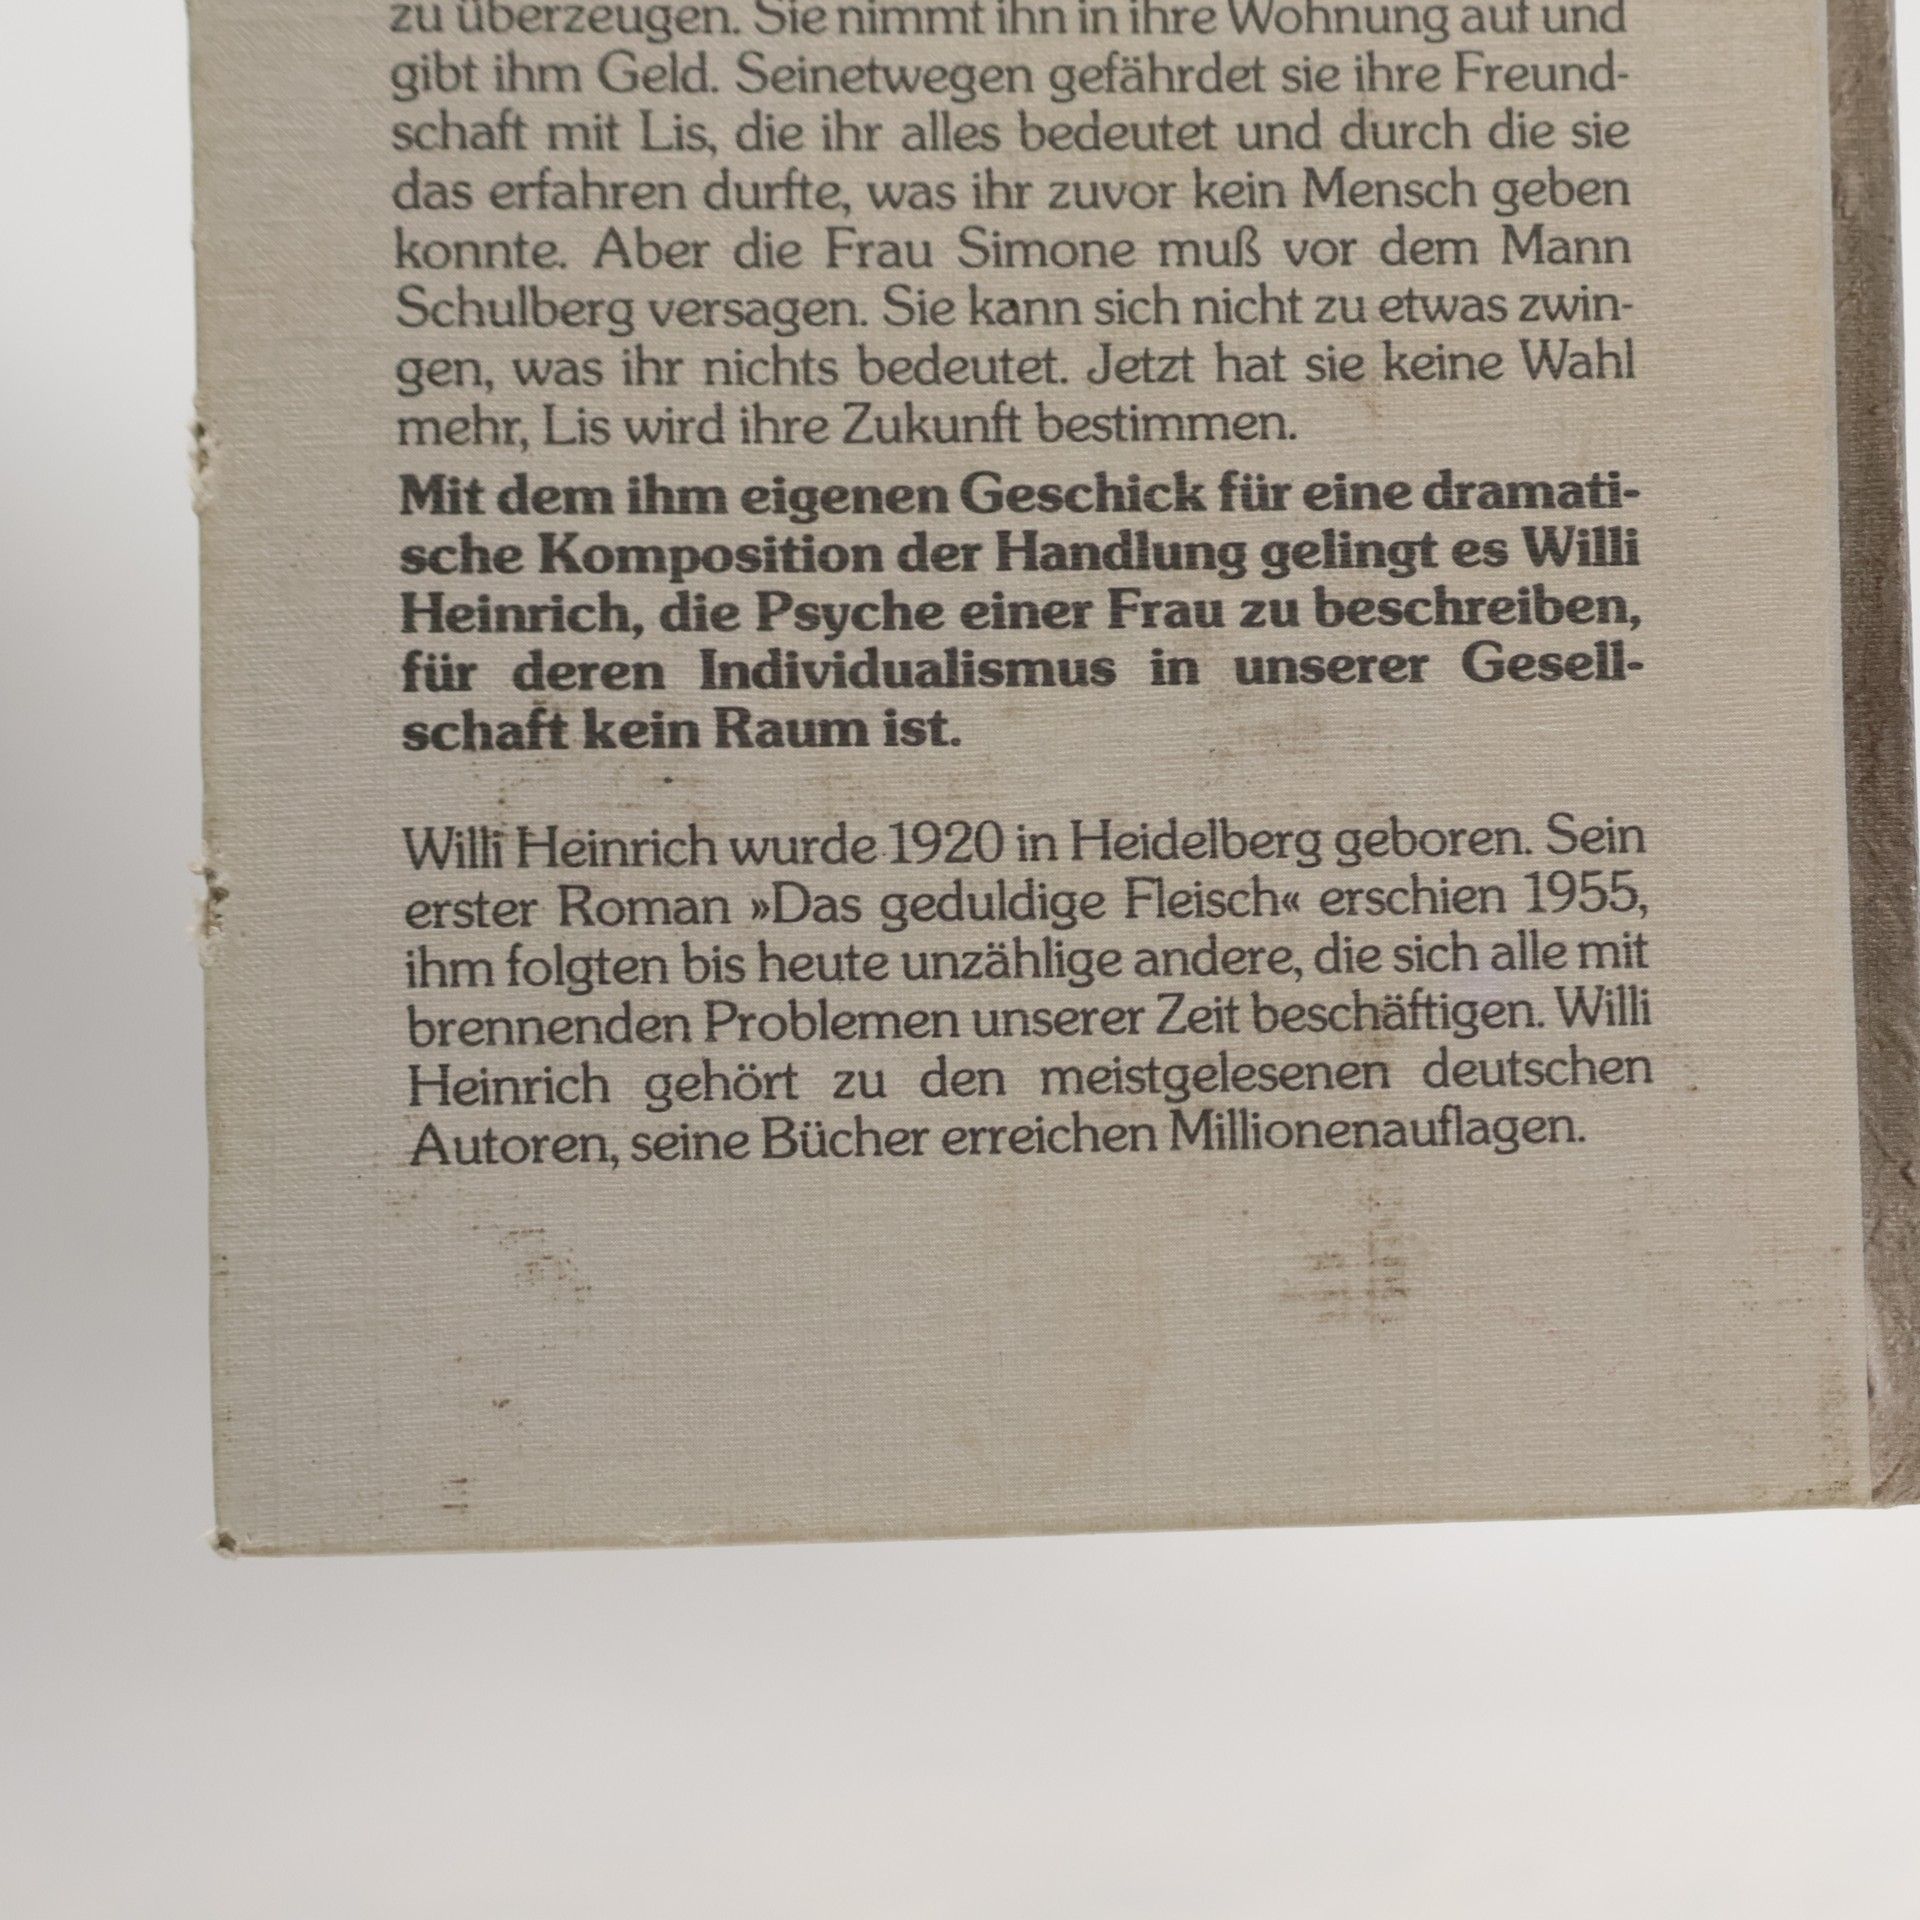 zu überzeugen. Sie nimmt ihn in ihre Wohnung auf und
gibt ihm Geld. Seinetwegen gefährdet sie ihre Freund-
schaft mit Lis, die ihr alles bedeutet und durch die sie
das erfahren durfte, was ihr zuvor kein Mensch geben
konnte. Aber die Frau Simone muß vor dem Mann
Schulberg versagen. Sie kann sich nicht zu etwas zwin-
gen, was ihr nichts bedeutet. Jetzt hat sie keine Wahl
mehr, Lis wird ihre Zukunft bestimmen.
Mit dem ihm eigenen Geschick für eine dramati-
sche Komposition der Handlung gelingt es Willi
Heinrich, die Psyche einer Frau zu beschreiben,
für deren Individualismus in unserer Gesell-
schaft kein Raum ist.
Willi Heinrich wurde 1920 in Heidelberg geboren. Sein
erster Roman »Das geduldige Fleisch« erschien 1955,
ihm folgten bis heute unzählige andere, die sich alle mit
brennenden Problemen unserer Zeit beschäftigen. Willi
Heinrich gehört zu den meistgelesenen deutschen
Autoren, seine Bücher erreichen Millionenauflagen.